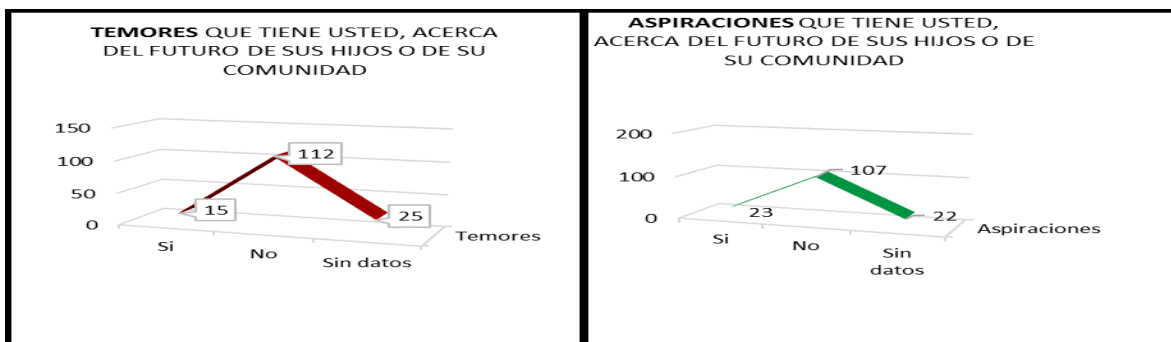 TEMORES QUE TIENE USTED, ACERCA
DEL FUTURO DE SUS HIJOS O DE SU
COMUNIDAD
150
100
50
0
112
15
25
Si
No
Sin datos
Temores
ASPIRACIONES QUE TIENE USTED,
ACERCA DEL FUTURO DE SUS HIJOS O DE
SU COMUNIDAD
200
100
0
107
23
22
Si
No
Sin
datos
Aspiraciones